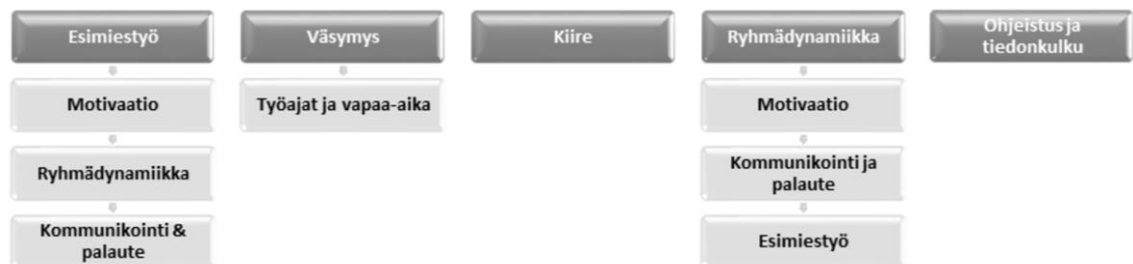 Esimiestyö
Motivaatio
Ryhmädynamiikka
Kommunikointi &
palaute
Väsymys
Työajat ja vapaa-aika
Kiire
Ryhmädynamiikka
Motivaatio
Kommunikointi ja
palaute
Esimiestyö
Ohjeistus ja
tiedonkulku